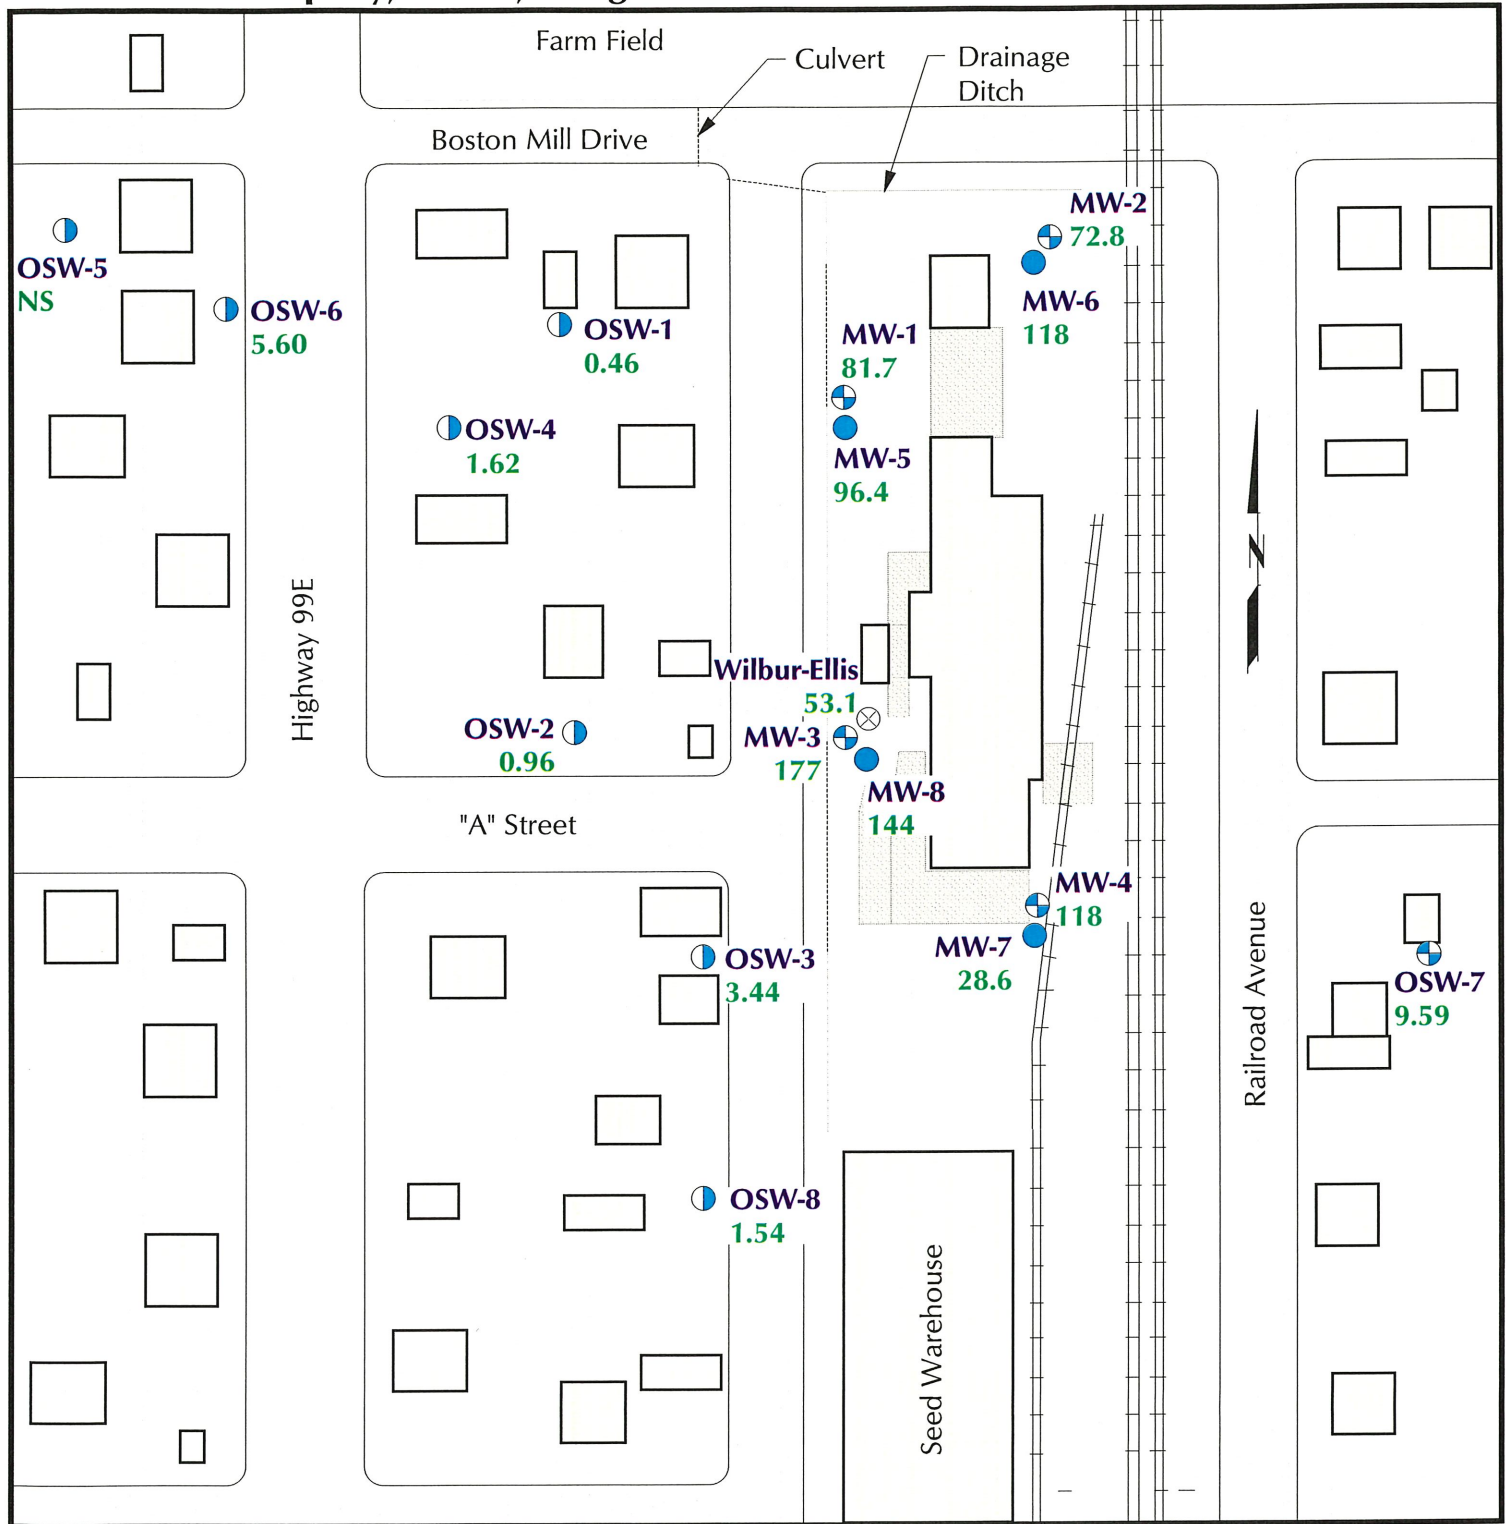 Farm Field
Culvert
Drainage
Ditch
Boston Mill Drive
MW-2
72.8
OSW-5
NS
OSW-6
5.60
OSW-1
0.46
MW-6
118
MW-1
81.7
OSW-4
1.62
MW-5
96.4
Highway 99E
N
Wilbur-Ellis
53.1
OSW-2
0.96
MW-3
177
MW-8
144
"A" Street
MW-4
118
MW-7
28.6
OSW-3
3.44
Railroad Avenue
OSW-7
9.59
OSW-8
1.54
Seed Warehouse